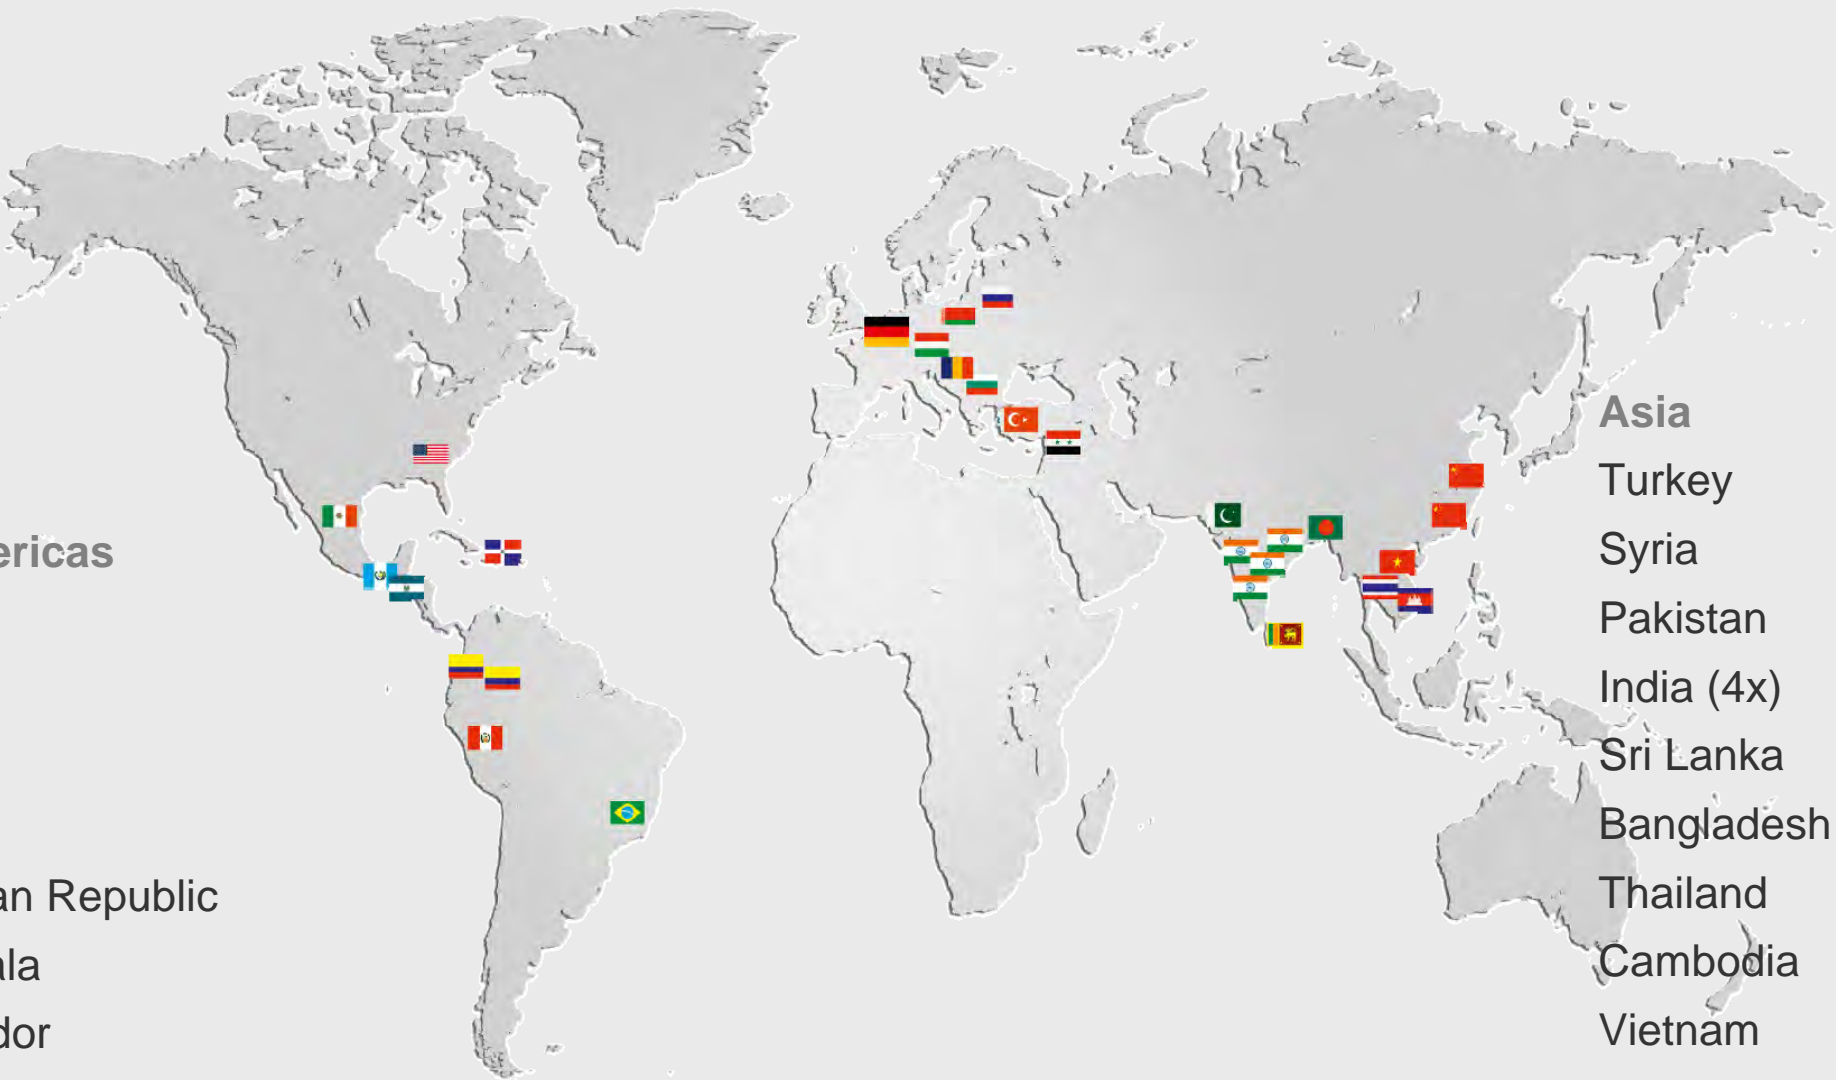 ericas
an Republic
ala
dor
Asia
Turkey
Syria
Pakistan
India (4x)
Sri Lanka
Bangladesh
Thailand
Cambodia
Vietnam